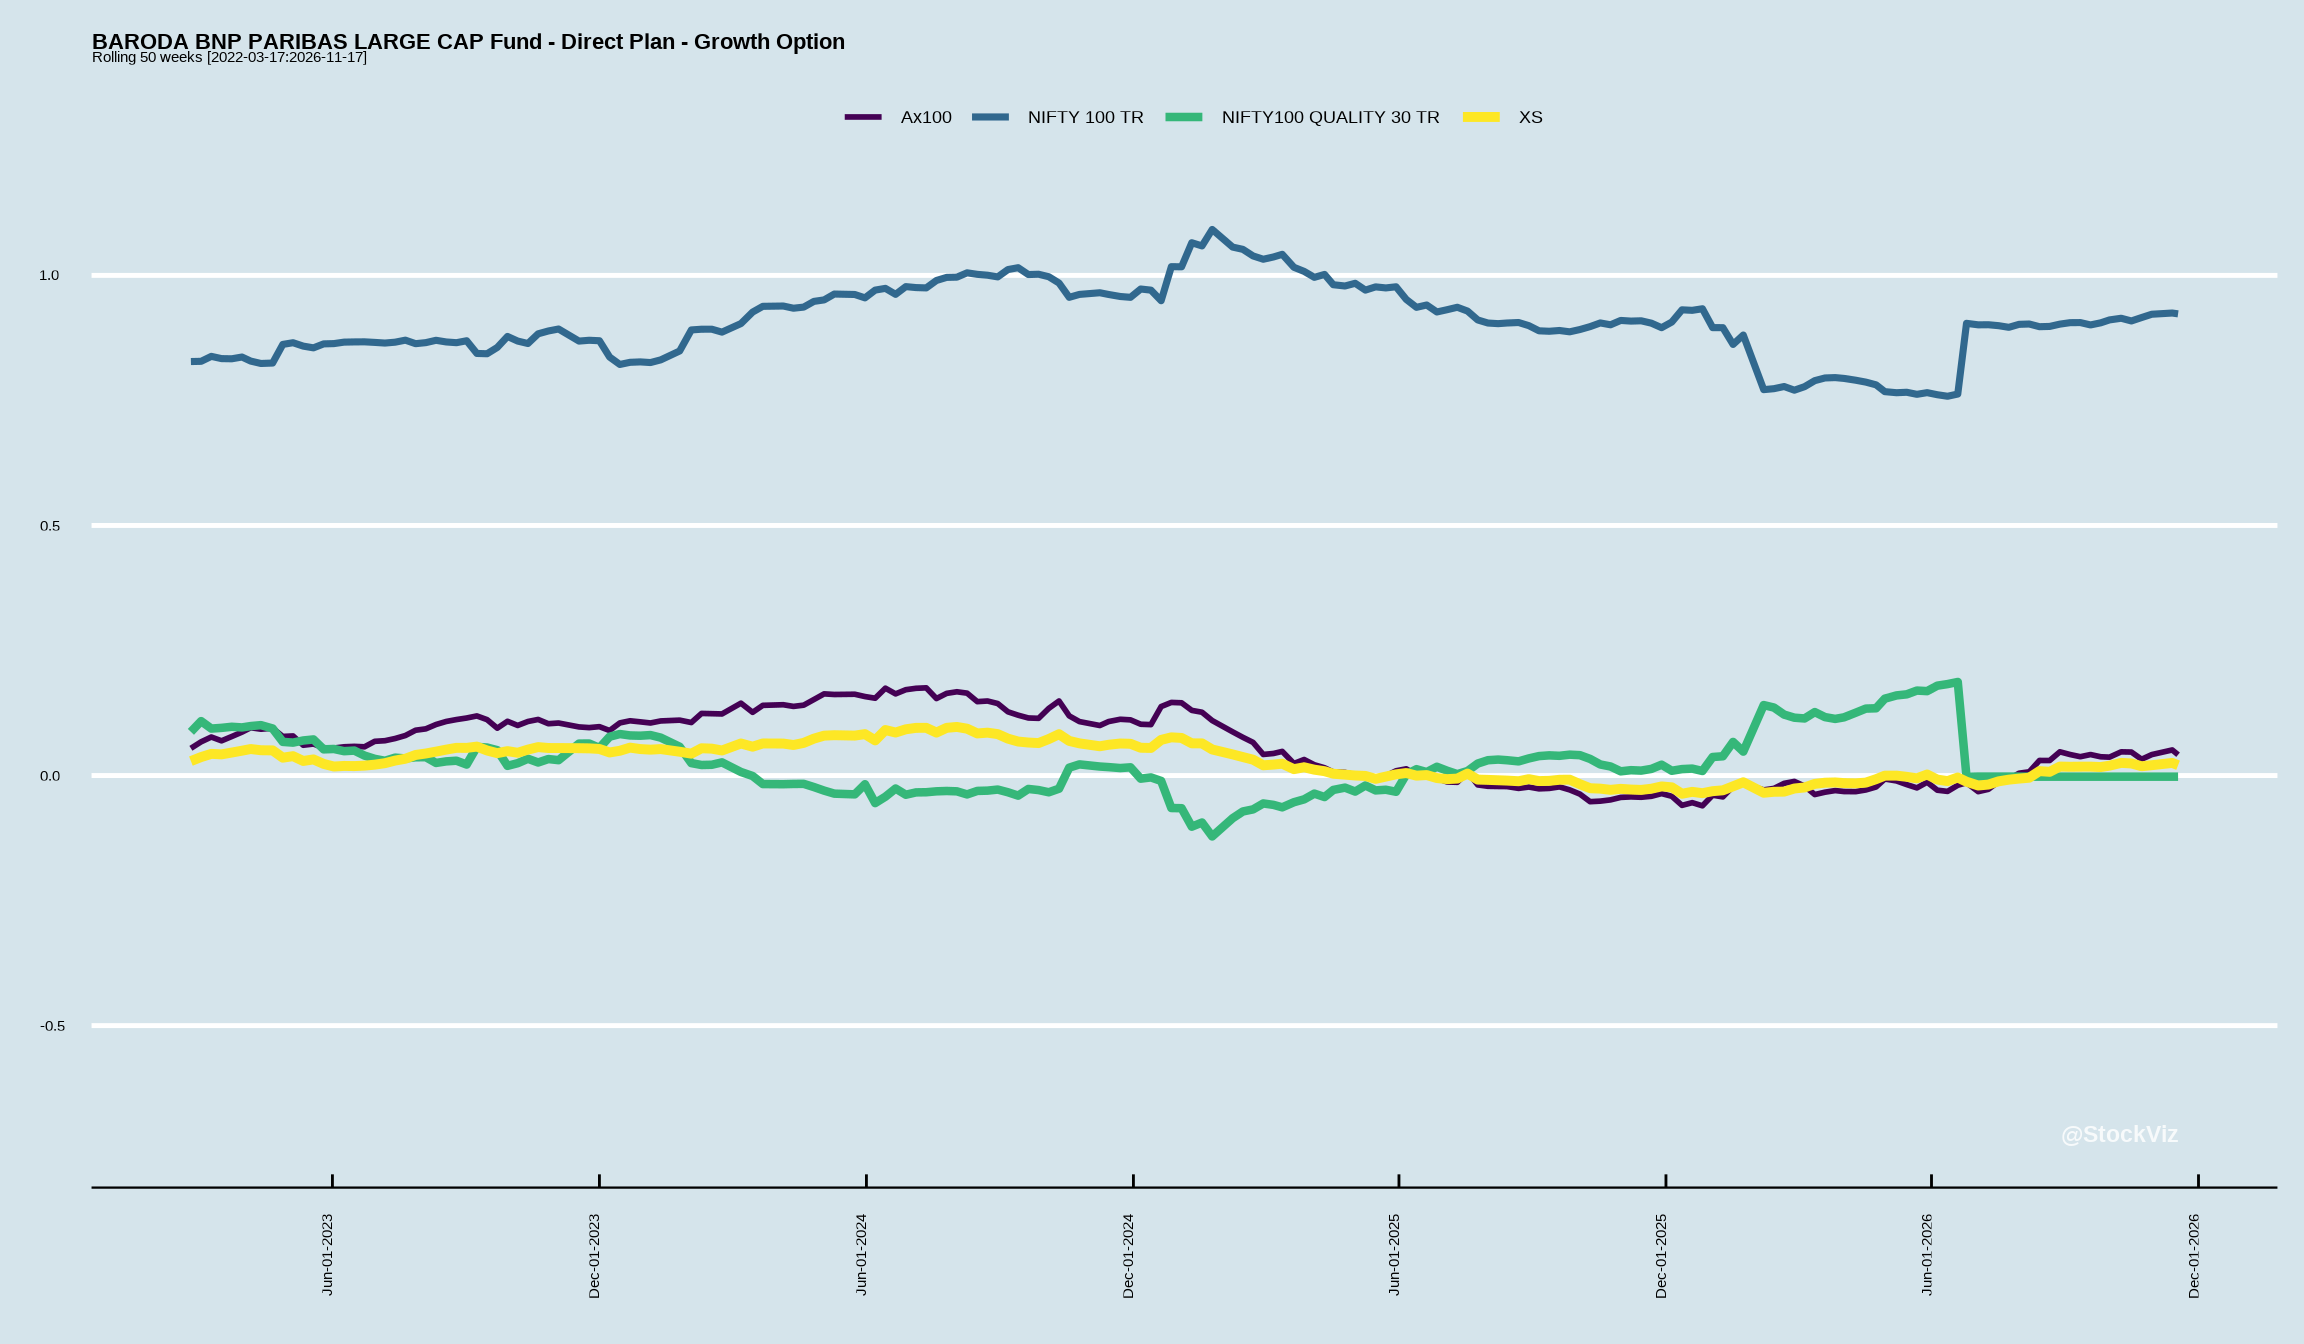 BARODA BNP PARIBAS LARGE CAP Fund - Direct Plan - Growth Option
Rolling 50 weeks [2022-03-17:2026-11-17]
Ax100 NIFTY 100 TR NIFTY100 QUALITY 30 TR XS
1.0
0.5
0.0
-0.5
@StockViz
Jun-01-2023 Dec-01-2023 Jun-01-2024 Dec-01-2024 Jun-01-2025 Dec-01-2025 Jun-01-2026 Dec-01-2026